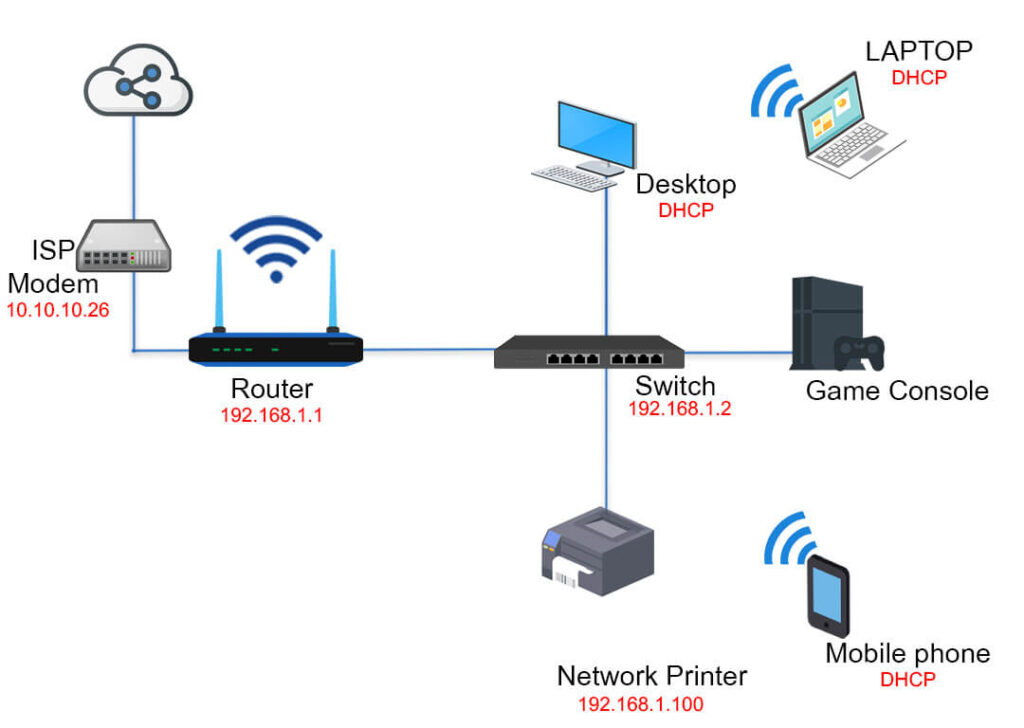 LAPTOP
DHCP
Desktop
DHCP
ISP
Modem
10.10.10.26
Router
192.168.1.1
Switch
192.168.1.2
Game Console
Network Printer
192.168.1.100
Mobile phone
DHCP